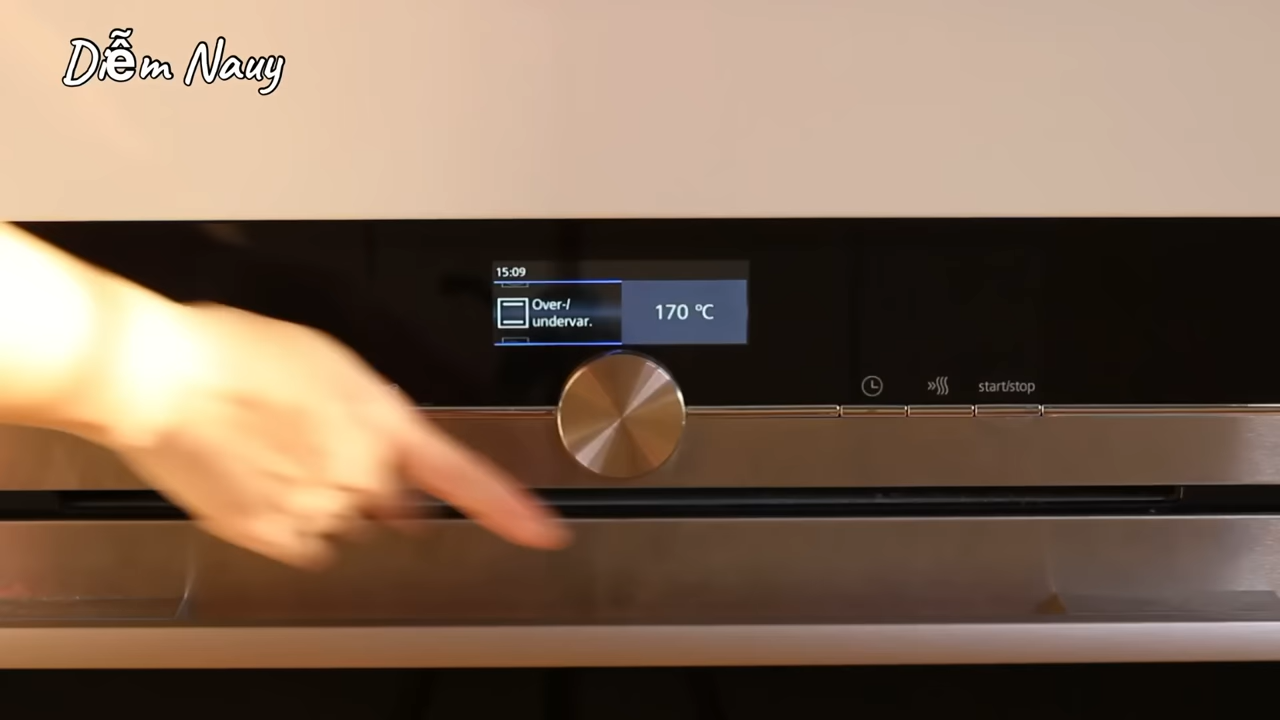 Diễm Nauy
15:09
Over-/
undervar.
170 °C
start/stop